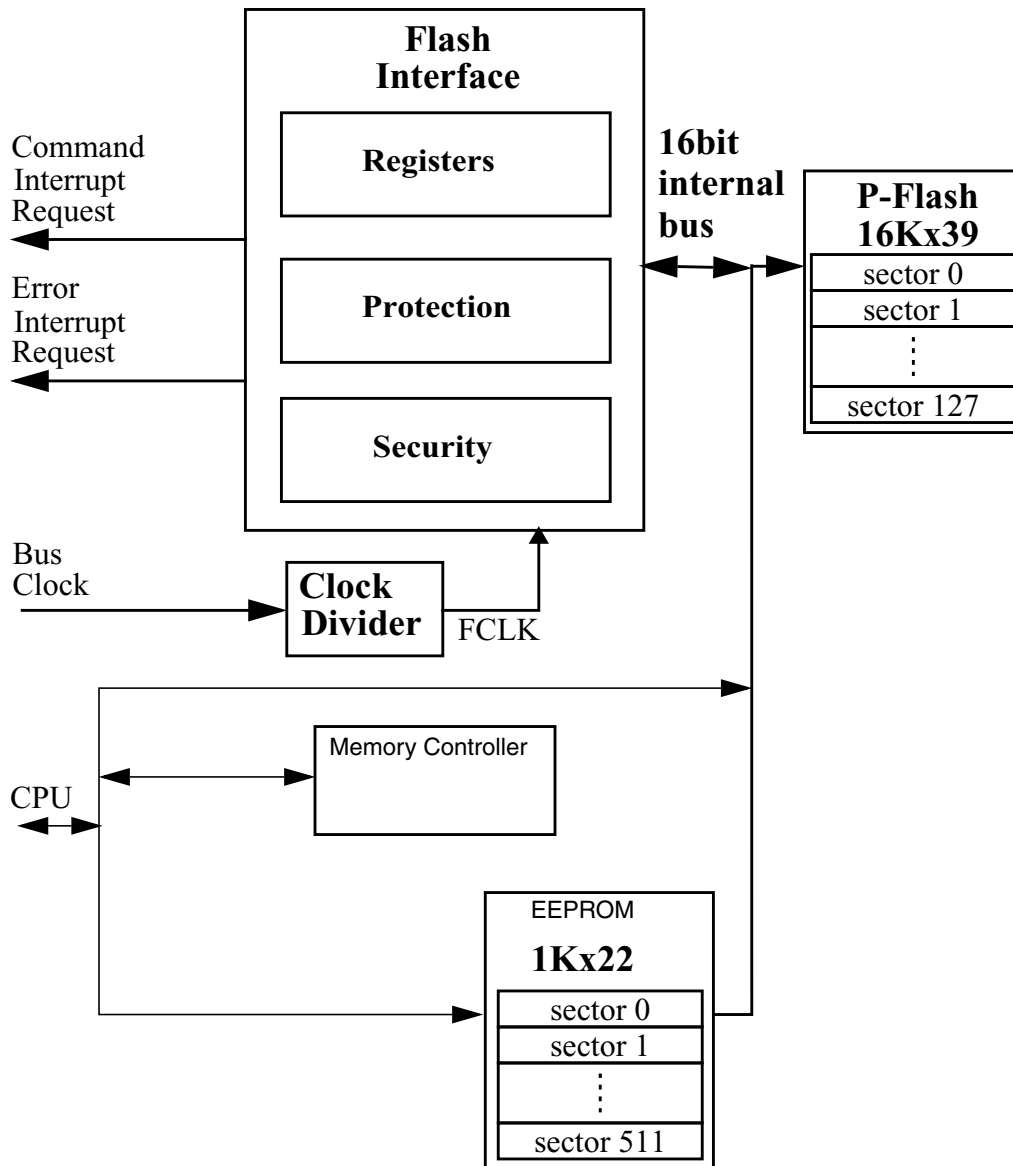 Flash
Interface
Registers
Protection
Security
Command
Interrupt
Request
Error
Interrupt
Request
16bit
internal
bus
P-Flash
16Kx39
sector 0
sector 1
sector 127
Bus
Clock
Clock
Divider
FCLK
Memory Controller
CPU
EEPROM
1Kx22
sector 0
sector 1
sector 511